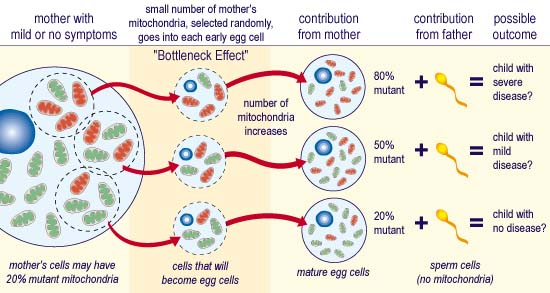 mother with
mild or no symptoms
small number of mother's
mitochondria, selected randomly,
goes into each early egg cell
contribution
from mother
contribution
from father
possible
outcome
"Bottleneck Effect"
number of
mitochondria
increases
80%
mutant
+
=
child with
severe
disease?
50%
mutant
+
=
child with
mild
disease?
20%
mutant
+
=
child with
no disease?
mother's cells may have
20% mutant mitochondria
cells that will
become egg cells
mature egg cells
sperm cells
(no mitochondria)